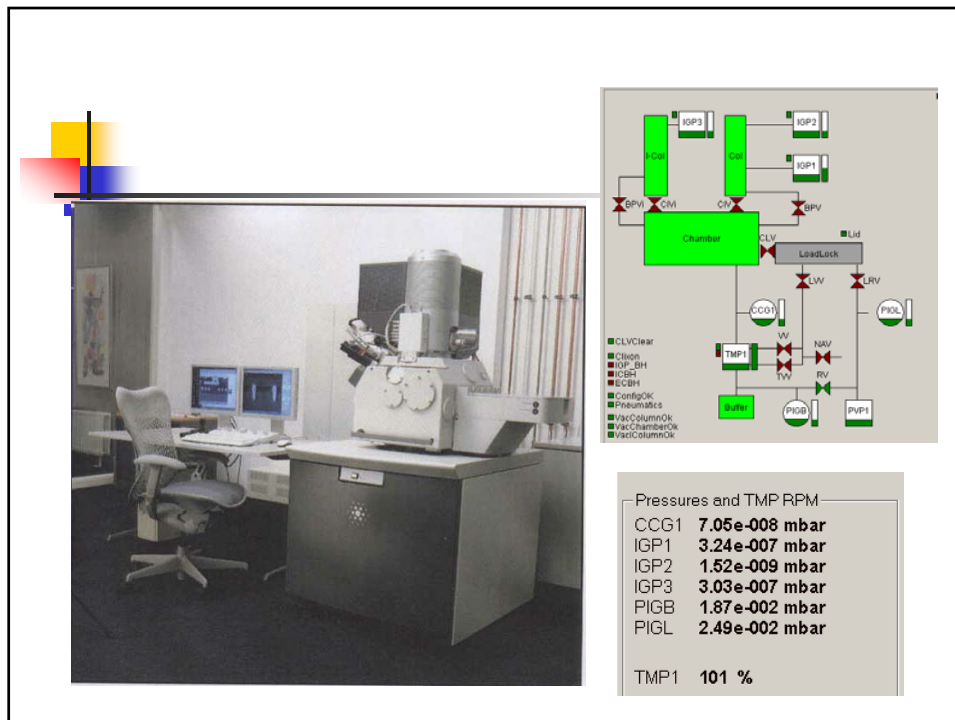 IGP3
IGP2
I-Col
Col
IGP1
BPVi
CIVi
CIV
BPV
Chamber
CLV
Lid
LoadLock
LVV
LRV
CCG1
PIGL
CLVClear
VV
NAV
TMP1
Clixon
IGP_BH
ICBH
ECBH
TVV
RV
ConfigOK
Pneumatics
Buffer
PIGB
PVP1
VacColumnOk
VacChamberOk
VacIColumnOk
Pressures and TMP RPM
CCG1 7.05e-008 mbar
IGP1 3.24e-007 mbar
IGP2 1.52e-009 mbar
IGP3 3.03e-007 mbar
PIGB 1.87e-002 mbar
PIGL 2.49e-002 mbar
TMP1 101 %